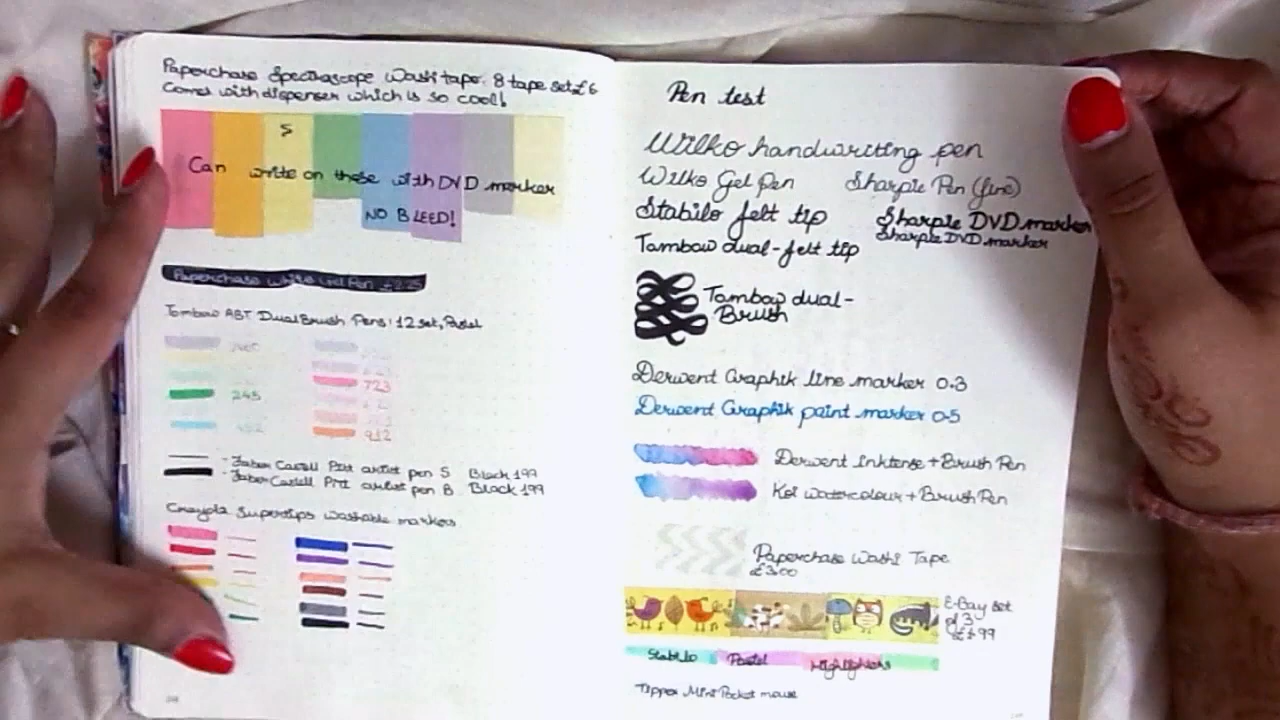 Paperchase Spectrascope Washi tape. 8 tape set £6
Comes with dispenser which is so cool!
S
Can write on these with DVD marker
NO BLEED!
Paperchase White Gel Pen £2.25
Tombow ABT Dual Brush Pens: 12 set, Pastel
723
245
912
- Faber Castell Pitt artist pen S Black 199
- Faber Castell Pitt artist pen B Black 199
Crayola Supertips washable markers
Pen test
Wilko handwriting pen
Wilko Gel Pen
Sharpie Pen (fine)
Stabilo felt tip
Sharpie DVD marker
Sharpie DVD marker
Tombow dual-felt tip
Tombow dual-
Brush
Derwent Graphik line marker 0.3
Derwent Graphik paint marker 0.5
Derwent Inktense + Brush Pen
Koi watercolour + Brush Pen
Paperchase Washi Tape
£3.00
E-Bay set
of 3
Stabilo Pastel Highlighters
Tippex Mini Pocket mouse